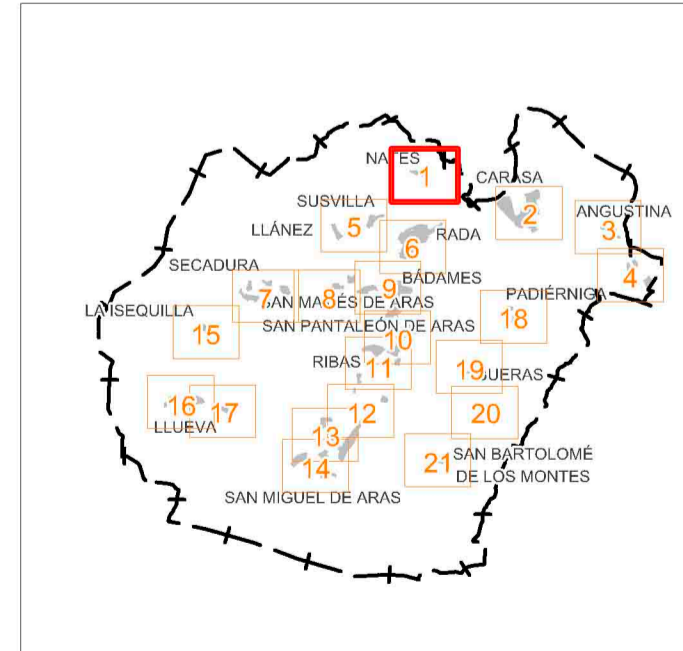 NATES
1
CARASA
SUSVILLA
2
ANGUSTINA
LLÁNEZ
5
3
RADA
6
SECADURA
BÁDAMES
4
7
8
9
PADIÉRNIGA
SAN MAMÉS DE ARAS
LA ISEQUILLA
18
SAN PANTALEÓN DE ARAS
15
10
RIBAS
11
19
GUERAS
16
17
12
20
LLUEVA
13
14
21
SAN BARTOLOMÉ
DE LOS MONTES
SAN MIGUEL DE ARAS